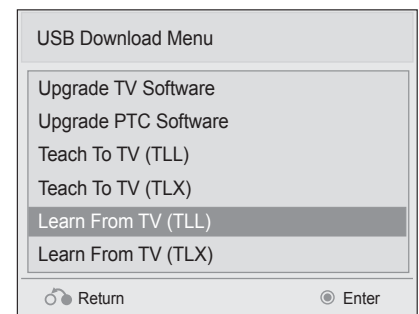 USB Download Menu
Upgrade TV Software
Upgrade PTC Software
Teach To TV (TLL)
Teach To TV (TLX)
Learn From TV (TLL)
Learn From TV (TLX)
Return Enter